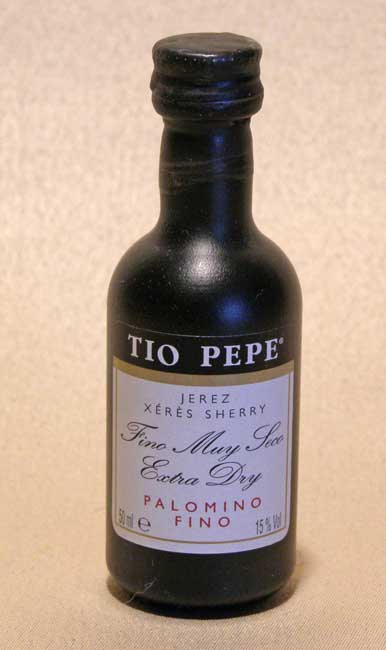 TIO PEPE®
JEREZ
XÉRÈS SHERRY
Fino Muy Seco
Extra Dry
PALOMINO
FINO
50 ml ℮ 15% Vol